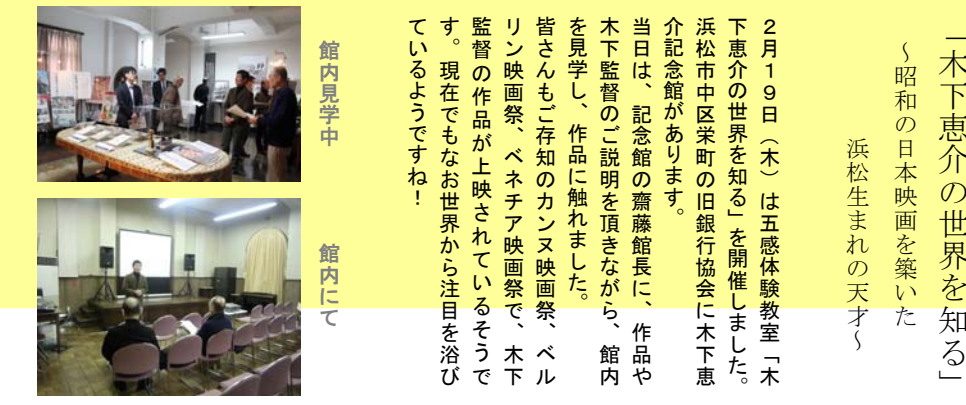 「木下恵介の世界を知る」
～昭和の日本映画を築いた
浜松生まれの天才～
２月１９日（木）は五感体験教室「木
下恵介の世界を知る」を開催しました。
浜松市中区栄町の旧銀行協会に木下恵
介記念館があります。
当日は、記念館の齋藤館長に、作品や
木下監督のご説明を頂きながら、館内
を見学し、作品に触れました。
皆さんもご存知のカンヌ映画祭、ベル
リン映画祭、ベネチア映画祭で、木下
監督の作品が上映されているそうで
す。現在でもなお世界から注目を浴び
ているようですね！
館内見学中
館内にて